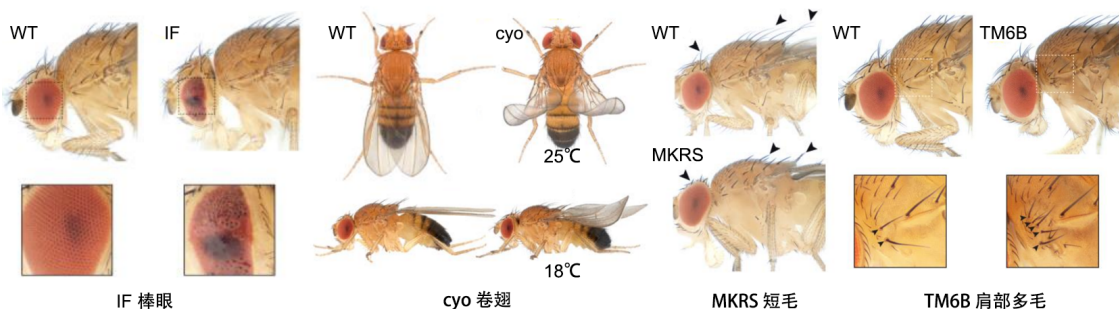 WT
IF
IF 棒眼
WT
cyo
25℃
18℃
cyo 卷翅
WT
MKRS
MKRS 短毛
WT
TM6B
TM6B 肩部多毛